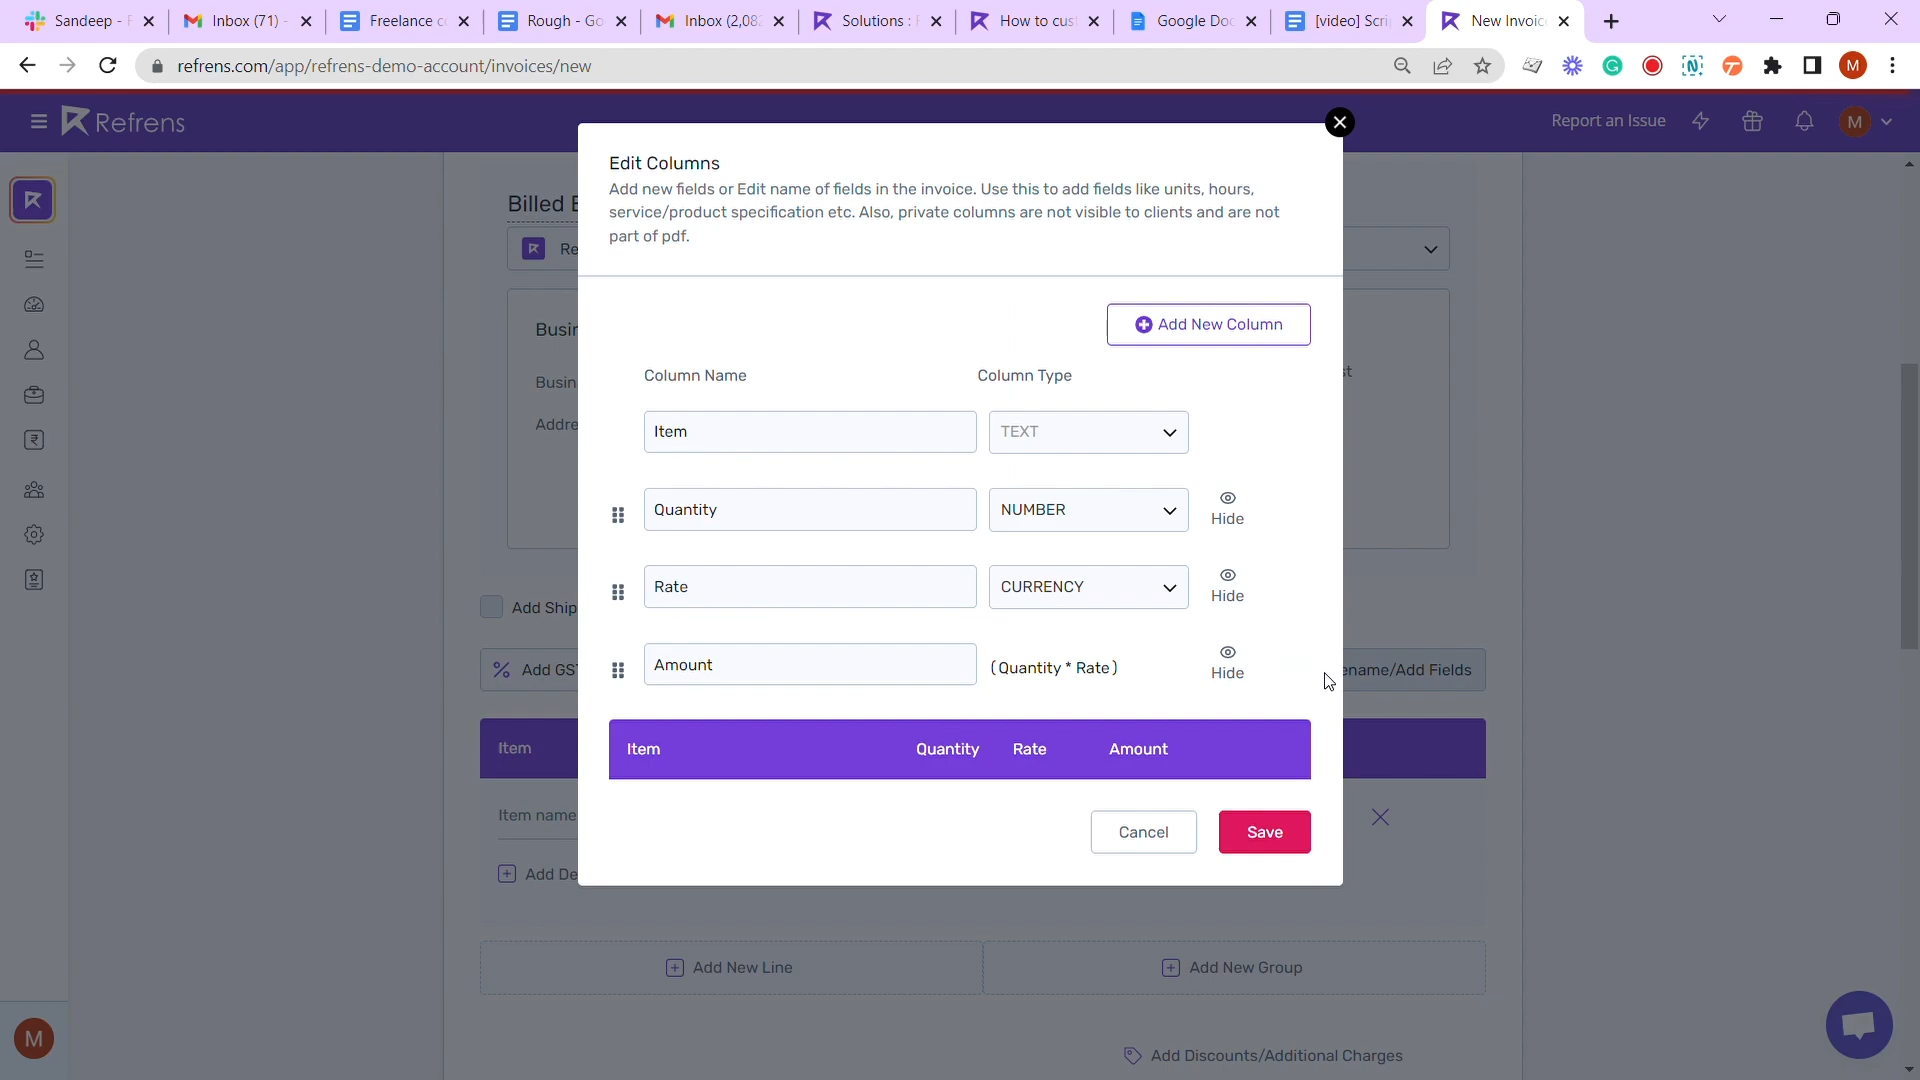 Sandeep - F
Inbox (71) -
Freelance c
Rough - Go
Inbox (2,082
Solutions : F
How to cus
Google Doc
[video] Scri
New Invoic
refrens.com/app/refrens-demo-account/invoices/new
M
Refrens
Report an Issue
M
Edit Columns
Add new fields or Edit name of fields in the invoice. Use this to add fields like units, hours,
service/product specification etc. Also, private columns are not visible to clients and are not
part of pdf.
Billed
Re
Add New Column
Busin
Column Name
Column Type
st
Busin
Addre
Item
TEXT
Quantity
NUMBER
Hide
Rate
CURRENCY
Hide
Add Ship
Amount
(Quantity * Rate)
Hide
Add GST
ename/Add Fields
Item
Item
Quantity
Rate
Amount
Item name
Cancel
Save
Add De
Add New Line
Add New Group
Add Discounts/Additional Charges
M